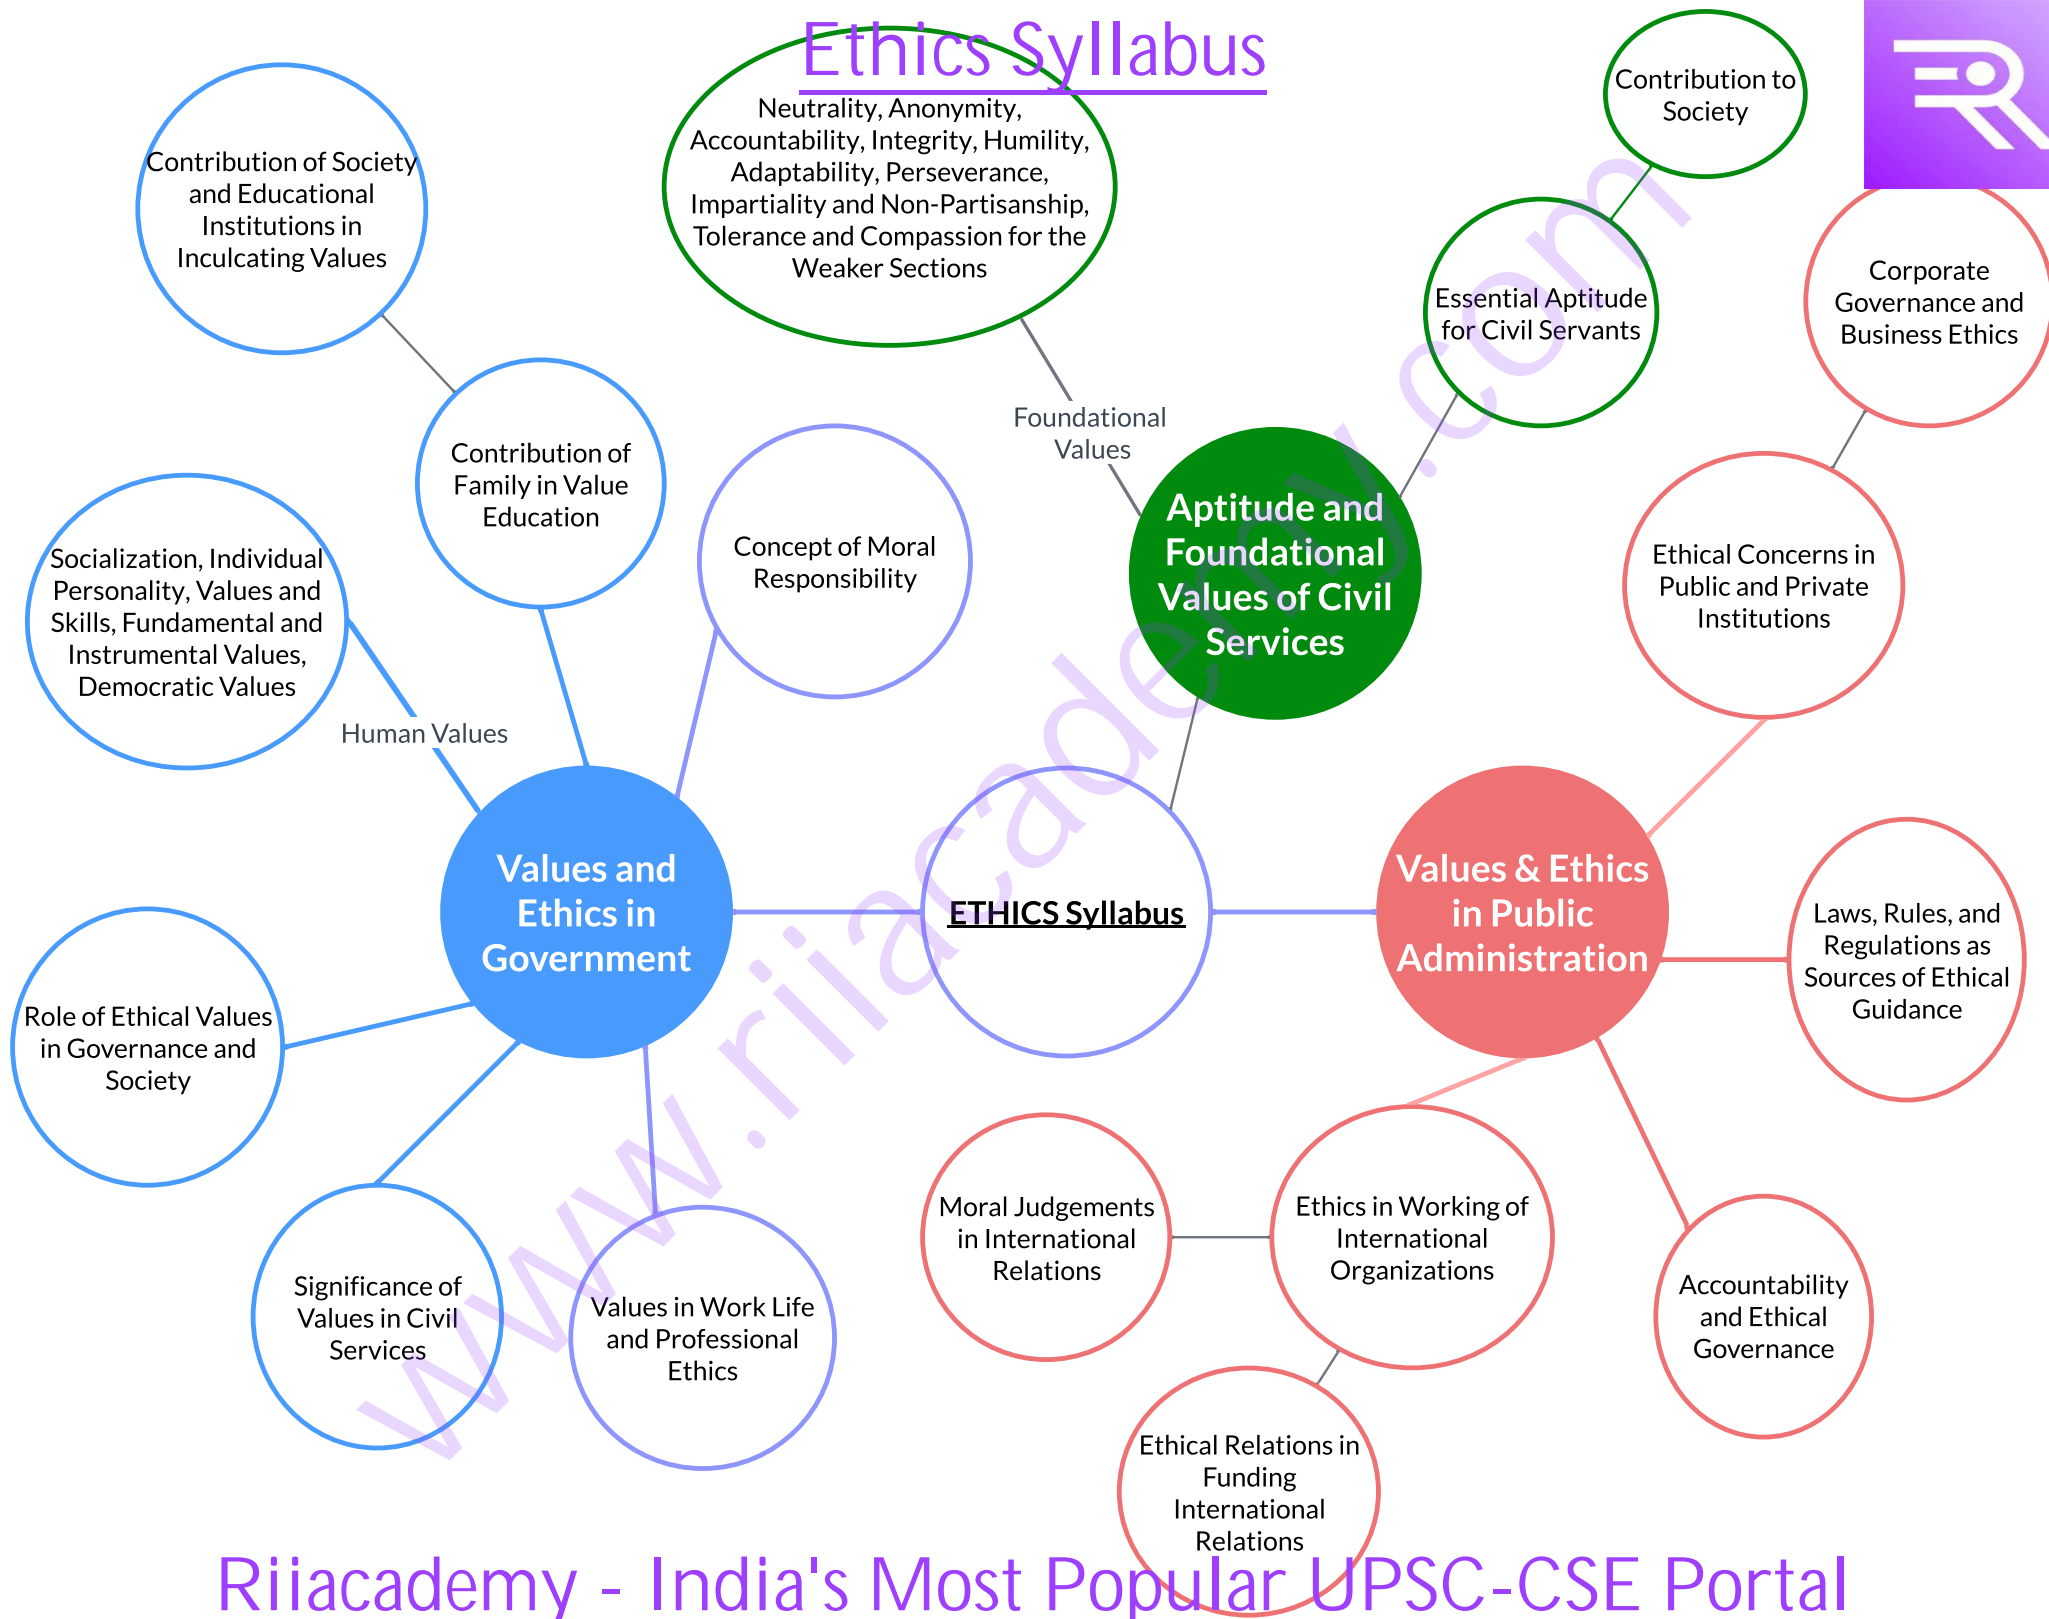 Ethics Syllabus
Contribution to
Society
Neutrality, Anonymity,
Accountability, Integrity, Humility,
Adaptability, Perseverance,
Impartiality and Non-Partisanship,
Tolerance and Compassion for the
Weaker Sections
Contribution of Society
and Educational
Institutions in
Inculcating Values
Essential Aptitude
for Civil Servants
Corporate
Governance and
Business Ethics
Foundational
Values
Contribution of
Family in Value
Education
Concept of Moral
Responsibility
Aptitude and
Foundational
Values of Civil
Services
Ethical Concerns in
Public and Private
Institutions
Socialization, Individual
Personality, Values and
Skills, Fundamental and
Instrumental Values,
Democratic Values
Human Values
Values and
Ethics in
Government
ETHICS Syllabus
Values & Ethics
in Public
Administration
Laws, Rules, and
Regulations as
Sources of Ethical
Guidance
Role of Ethical Values
in Governance and
Society
Significance of
Values in Civil
Services
Values in Work Life
and Professional
Ethics
Moral Judgements
in International
Relations
Ethics in Working of
International
Organizations
Accountability
and Ethical
Governance
Ethical Relations in
Funding
International
Relations
www.riiacademy.com
Riiacademy - India's Most Popular UPSC-CSE Portal